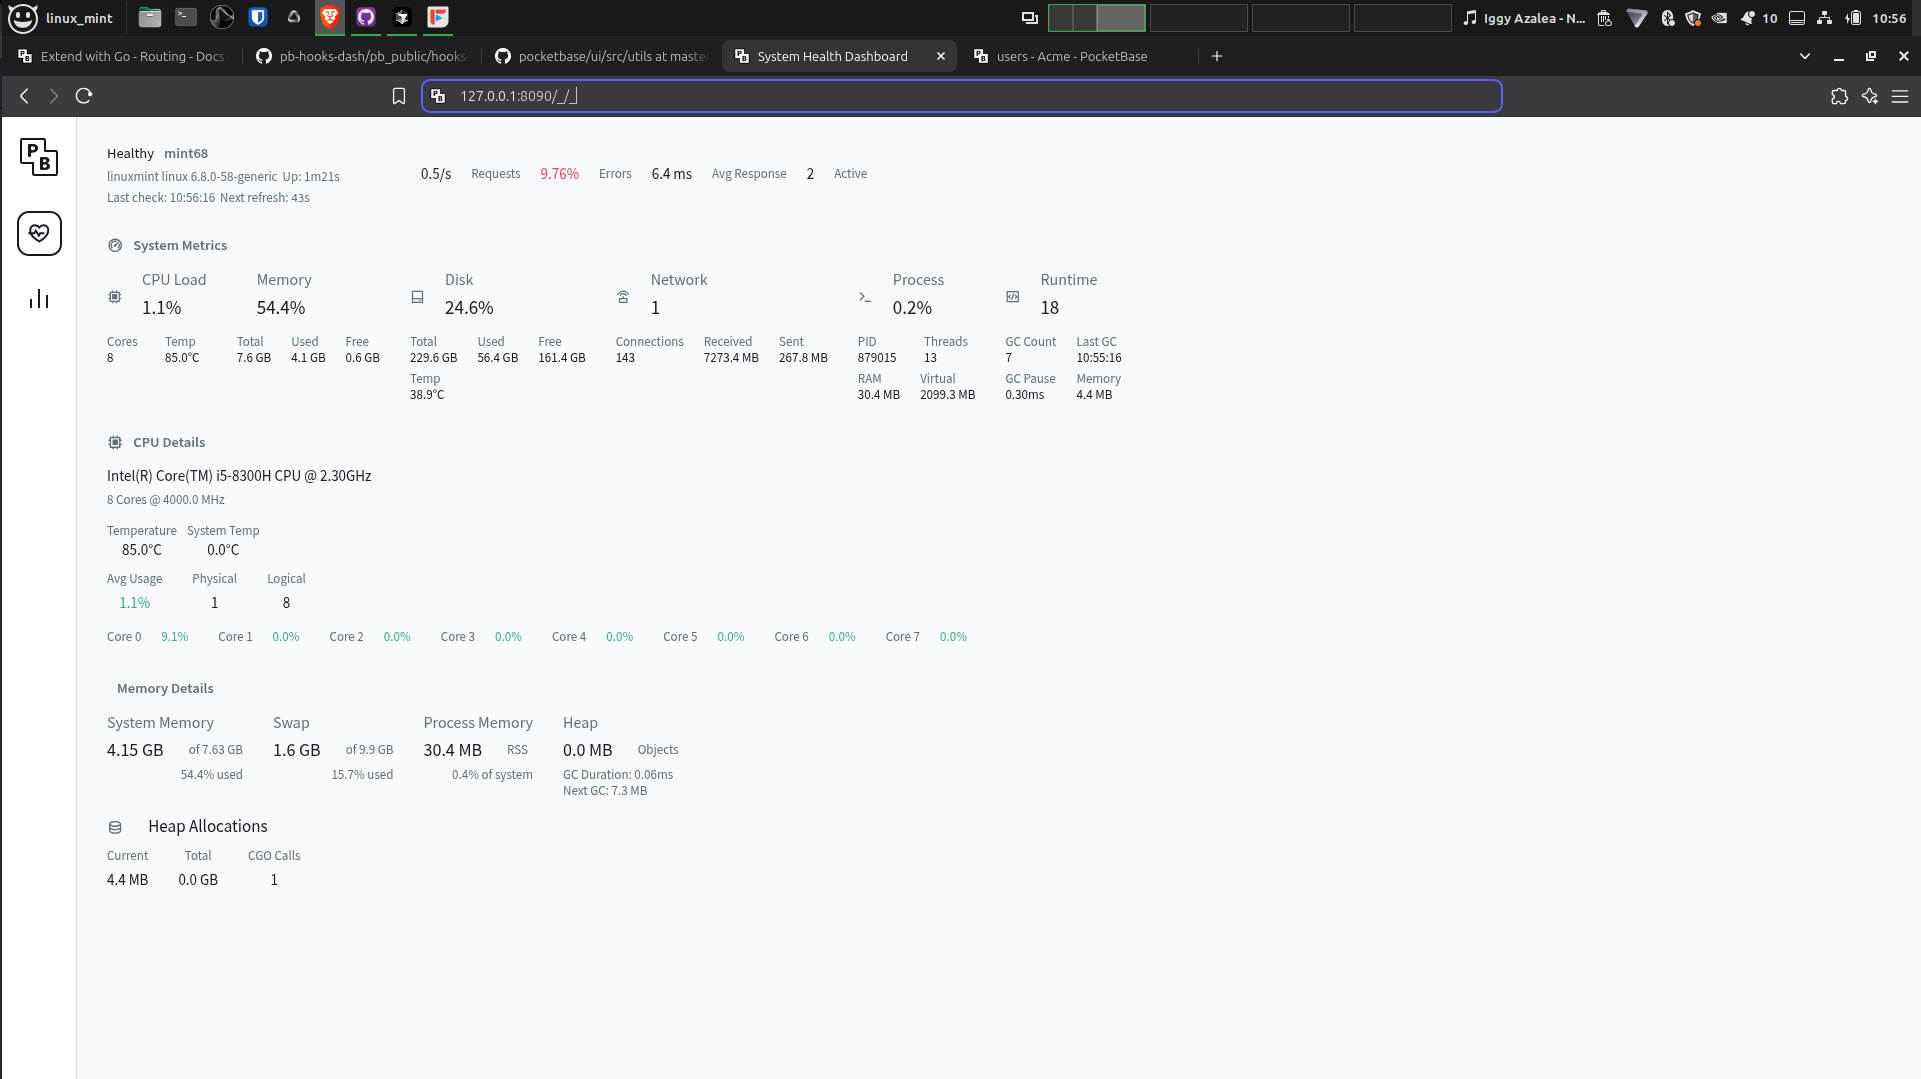 linux_mint
Iggy Azalea - N...
10
10:56
Extend with Go - Routing - Docs
pb-hooks-dash/pb_public/hooks
pocketbase/ui/src/utils at maste
System Health Dashboard
users - Acme - PocketBase
127.0.0.1:8090/_/_
P
B
Healthy mint68
linuxmint linux 6.8.0-58-generic Up: 1m21s
Last check: 10:56:16 Next refresh: 43s
0.5/s Requests 9.76% Errors 6.4 ms Avg Response 2 Active
System Metrics
CPU Load Memory Disk Network Process Runtime
1.1% 54.4% 24.6% 1 0.2% 18
Cores Temp Total Used Free Total Used Free Connections Received Sent PID Threads GC Count Last GC
8 85.0°C 7.6 GB 4.1 GB 0.6 GB 229.6 GB 56.4 GB 161.4 GB 143 7273.4 MB 267.8 MB 879015 13 7 10:55:16
Temp RAM Virtual GC Pause Memory
38.9°C 30.4 MB 2099.3 MB 0.30ms 4.4 MB
CPU Details
Intel(R) Core(TM) i5-8300H CPU @ 2.30GHz
8 Cores @ 4000.0 MHz
Temperature System Temp
85.0°C 0.0°C
Avg Usage Physical Logical
1.1% 1 8
Core 0 9.1% Core 1 0.0% Core 2 0.0% Core 3 0.0% Core 4 0.0% Core 5 0.0% Core 6 0.0% Core 7 0.0%
Memory Details
System Memory Swap Process Memory Heap
4.15 GB of 7.63 GB 1.6 GB of 9.9 GB 30.4 MB RSS 0.0 MB Objects
54.4% used 15.7% used 0.4% of system GC Duration: 0.06ms
Next GC: 7.3 MB
Heap Allocations
Current Total CGO Calls
4.4 MB 0.0 GB 1